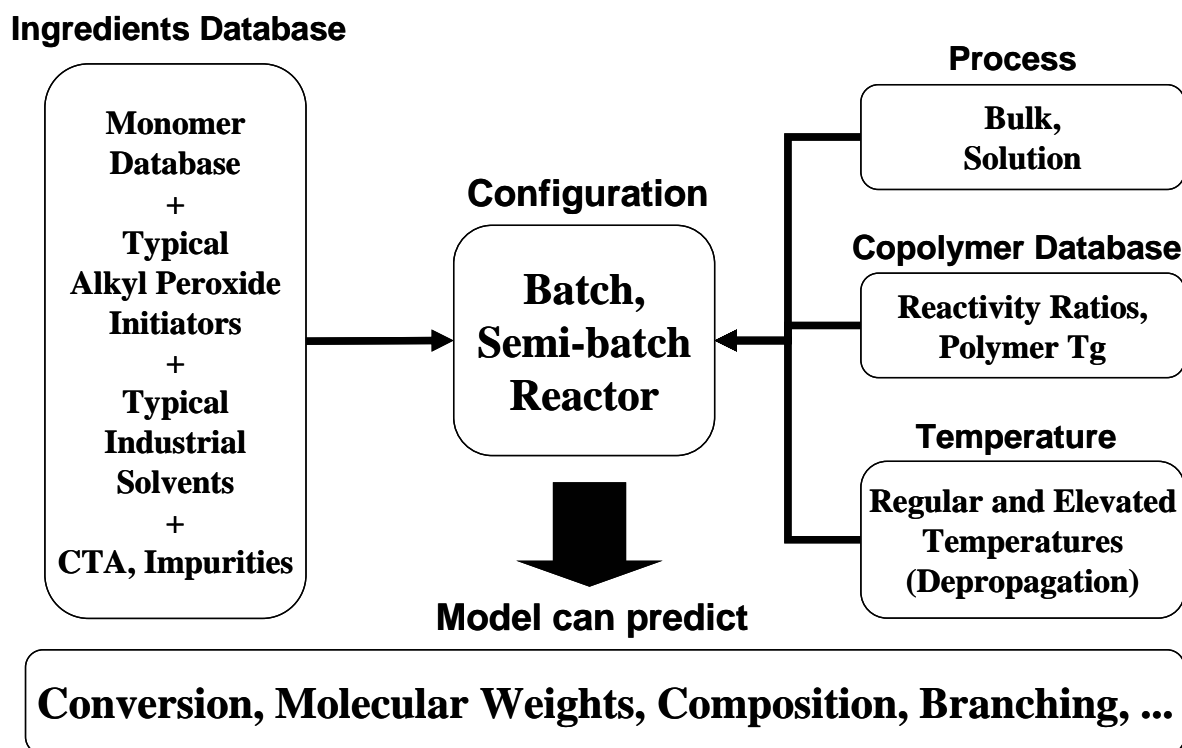 Ingredients Database
Monomer
Database
+
Typical
Alkyl Peroxide
Initiators
+
Typical
Industrial
Solvents
+
CTA, Impurities
Configuration
Batch,
Semi-batch
Reactor
Process
Bulk,
Solution
Copolymer Database
Reactivity Ratios,
Polymer Tg
Temperature
Regular and Elevated
Temperatures
(Depropagation)
Model can predict
Conversion, Molecular Weights, Composition, Branching, ...